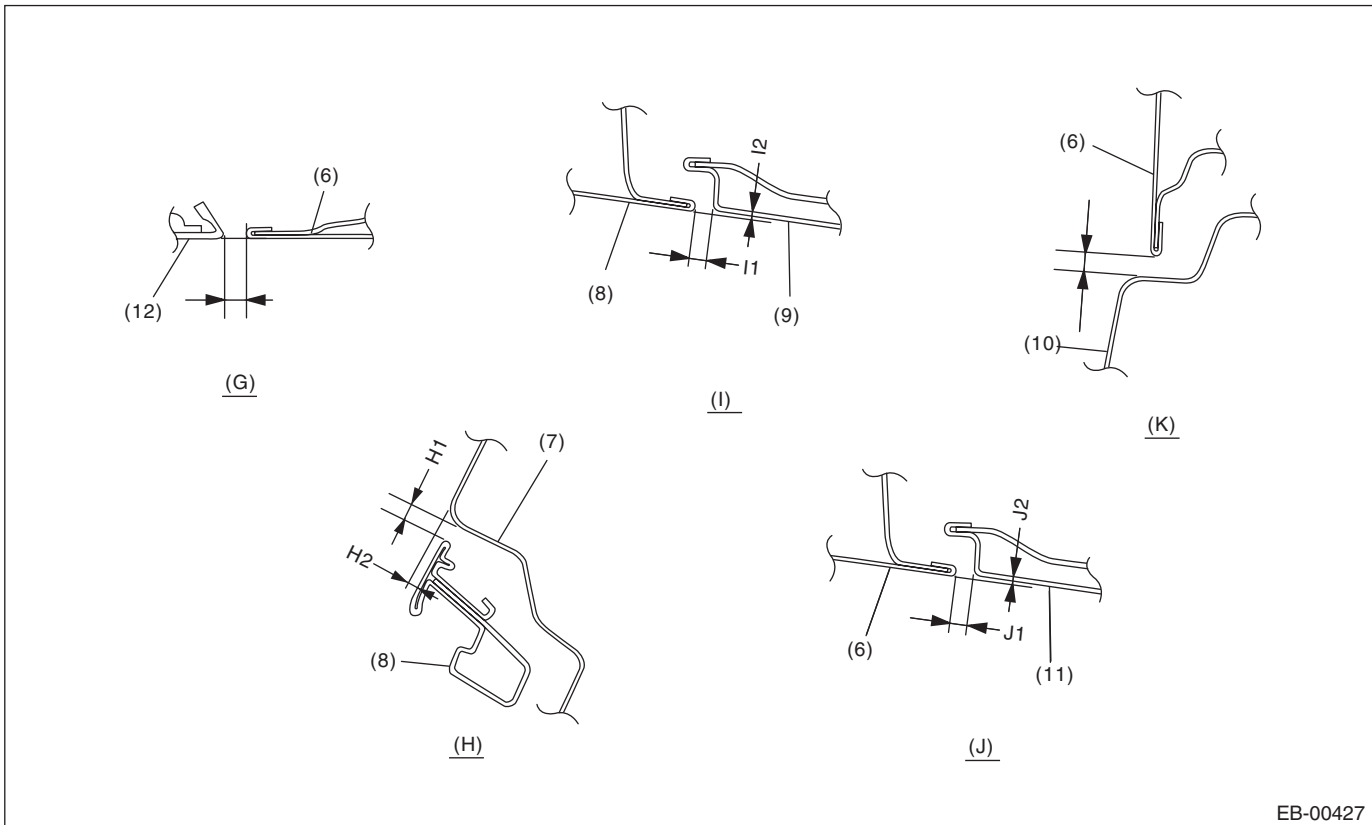 (6)
(12)
(G)
I2
I1
(8)
(9)
(I)
(6)
(10)
(K)
H1
(7)
H2
(8)
(H)
J2
J1
(6)
(11)
(J)
EB-00427